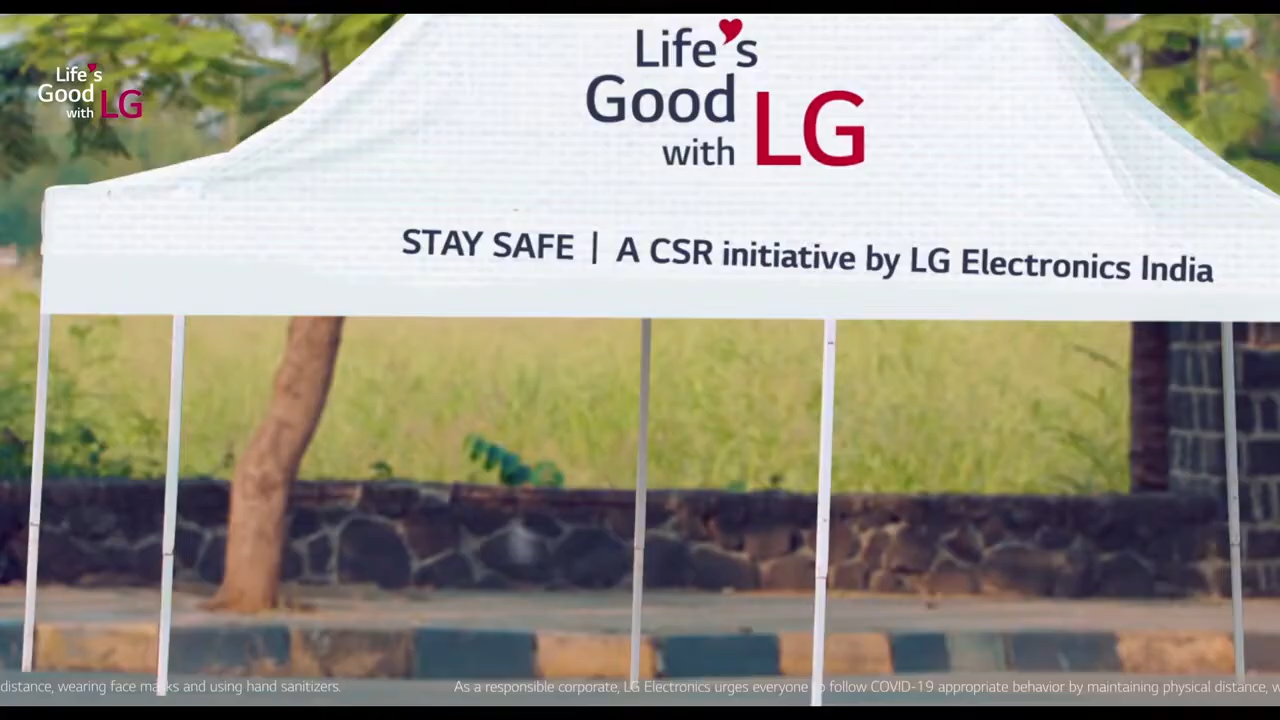 Life's
Good
with LG
Life's
Good
with LG
STAY SAFE | A CSR initiative by LG Electronics India
distance, wearing face masks and using hand sanitizers. As a responsible corporate, LG Electronics urges everyone to follow COVID-19 appropriate behavior by maintaining physical distance, w